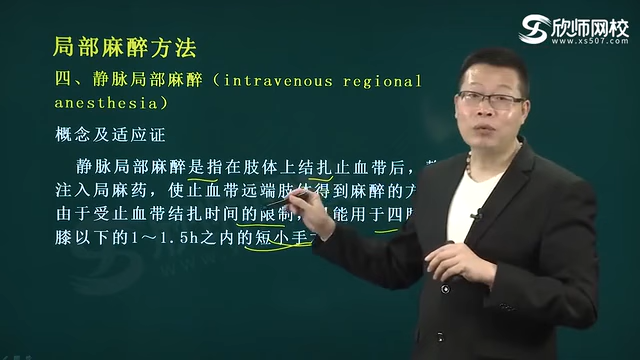 欣师网校
www.xs507.com
局部麻醉方法
四、静脉局部麻醉（intravenous regional
anesthesia）
概念及适应证
静脉局部麻醉是指在肢体上结扎止血带后，
注入局麻药，使止血带远端肢体得到麻醉的方
由于受止血带结扎时间的限制，能用于四
膝以下的1～1.5h之内的短小手